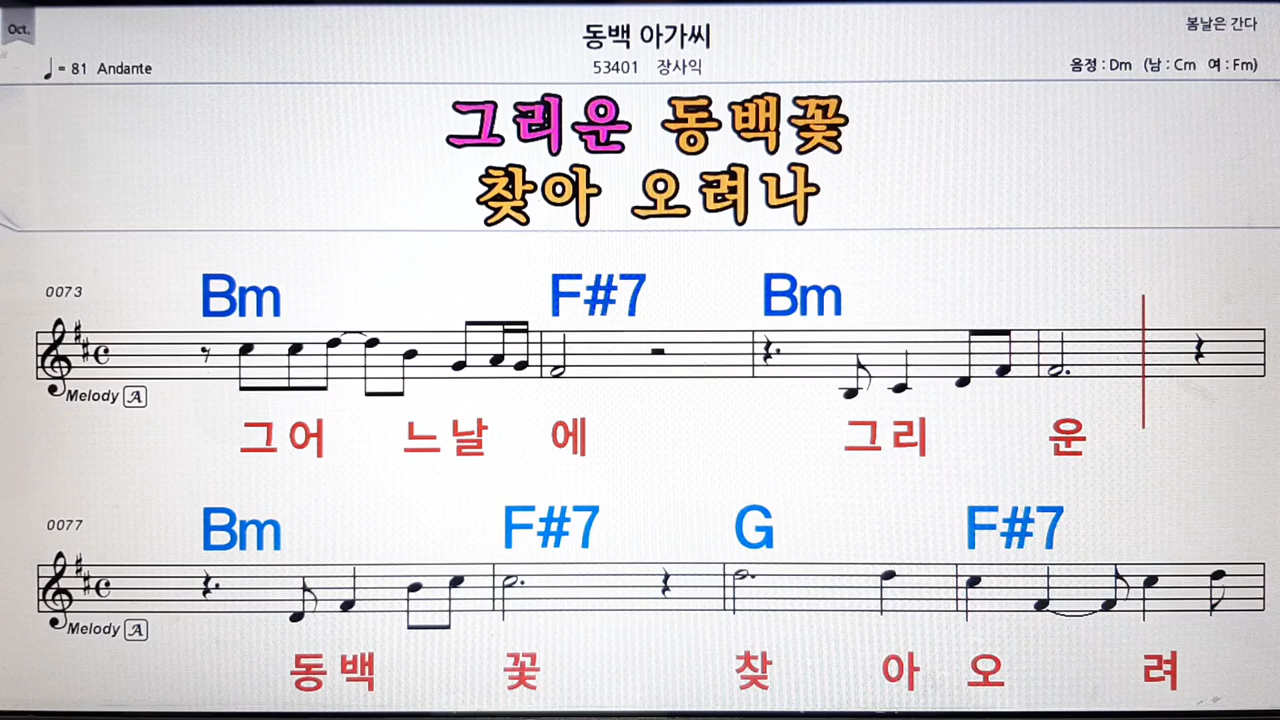 Oct.
동백 아가씨
봄날은 간다
♩= 81 Andante
53401 장사익
음정 : Dm (남 : Cm 여 : Fm)
그리운 동백꽃
찾아 오려나
0073
Bm F#7 Bm
Melody A
그 어 느 날 에 그 리 운
0077
Bm F#7 G F#7
Melody A
동 백 꽃 찾 아 오 려